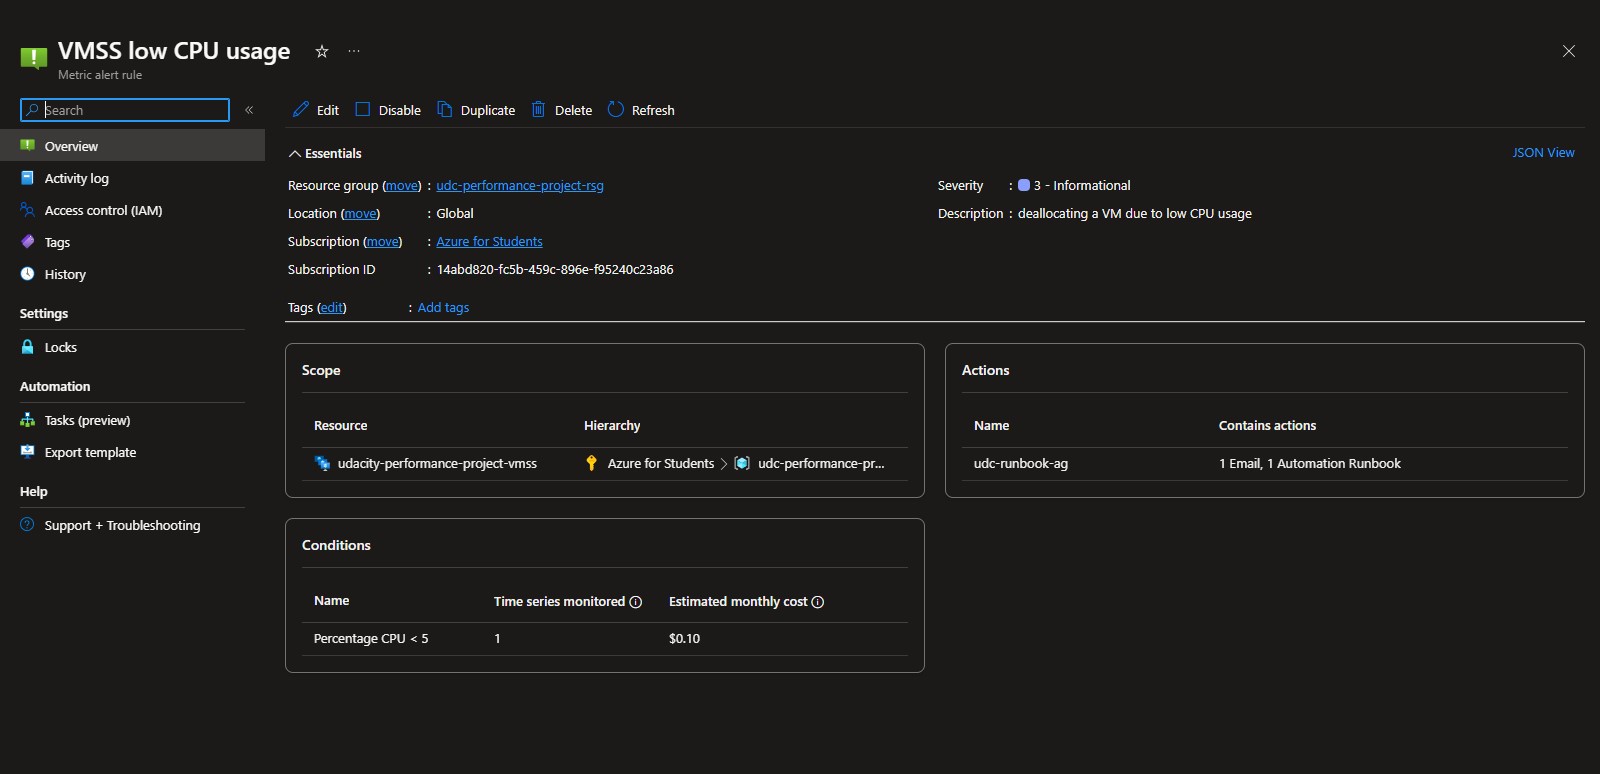 VMSS low CPU usage
Metric alert rule
Search
«
Edit
Disable
Duplicate
Delete
Refresh
Overview
Activity log
Access control (IAM)
Tags
History
Settings
Locks
Automation
Tasks (preview)
Export template
Help
Support + Troubleshooting
Essentials
JSON View
Resource group (move) : udc-performance-project-rsg
Location (move) : Global
Subscription (move) : Azure for Students
Subscription ID : 14abd820-fc5b-459c-896e-f95240c23a86
Severity : 3 - Informational
Description : deallocating a VM due to low CPU usage
Tags (edit) : Add tags
Scope
Resource Hierarchy
udacity-performance-project-vmss Azure for Students > udc-performance-pr...
Actions
Name Contains actions
udc-runbook-ag 1 Email, 1 Automation Runbook
Conditions
Name Time series monitored Estimated monthly cost
Percentage CPU < 5 1 $0.10